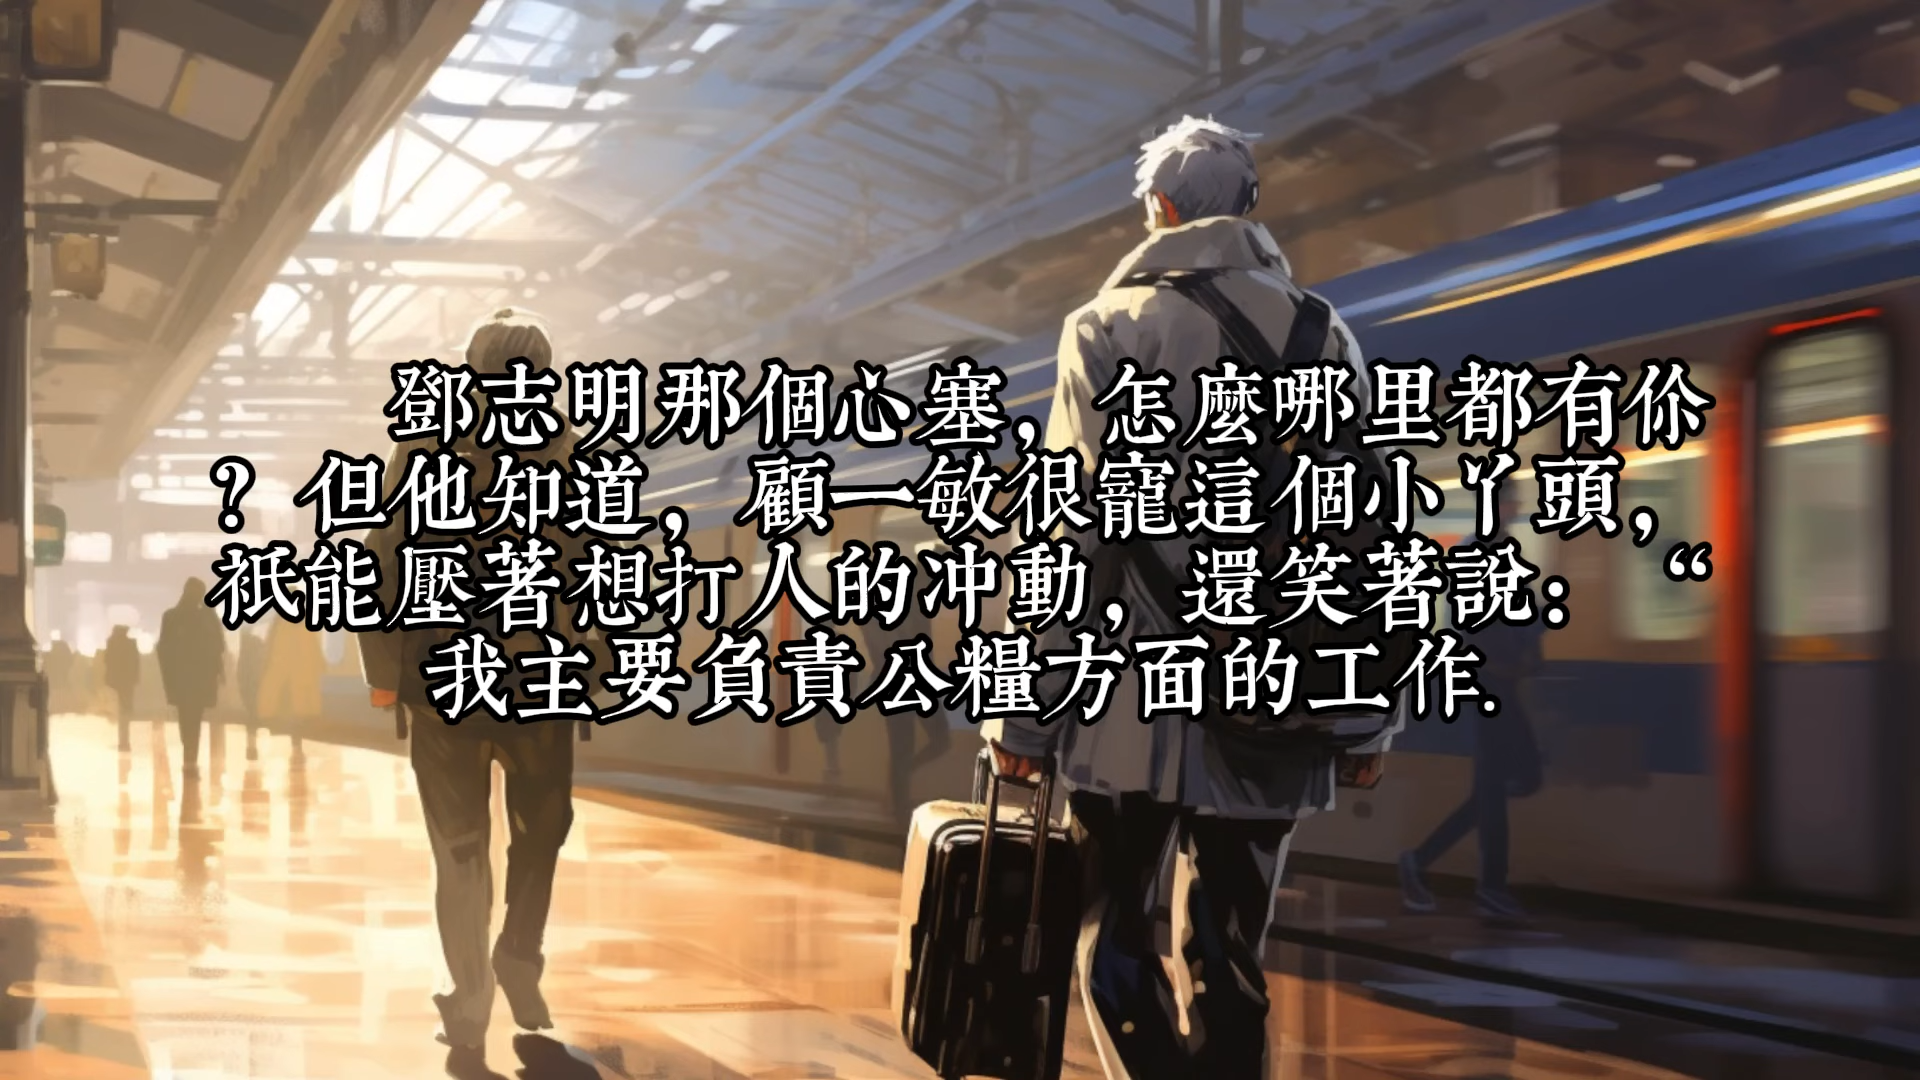 鄧志明那個心塞，怎麼哪里都有你
？但他知道，顧一敏很寵這個小丫頭，
祇能壓著想打人的冲動，還笑著說：“
我主要負責公糧方面的工作.